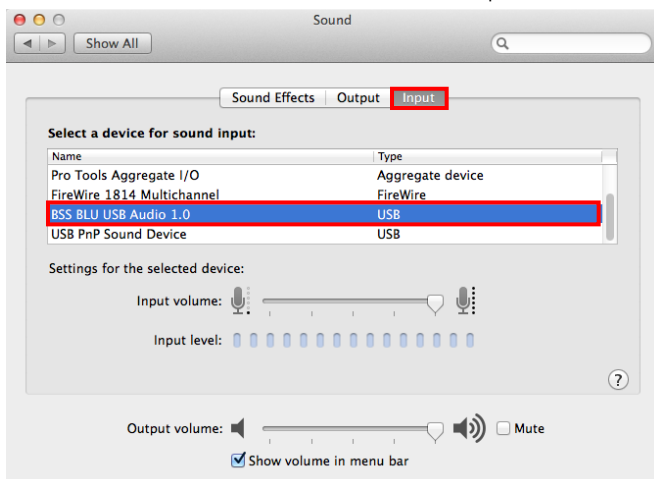 Sound
Show All
Sound Effects Output Input
Select a device for sound input:
Name Type
Pro Tools Aggregate I/O Aggregate device
FireWire 1814 Multichannel FireWire
BSS BLU USB Audio 1.0 USB
USB PnP Sound Device USB
Settings for the selected device:
Input volume:
Input level:
?
Output volume: Mute
Show volume in menu bar